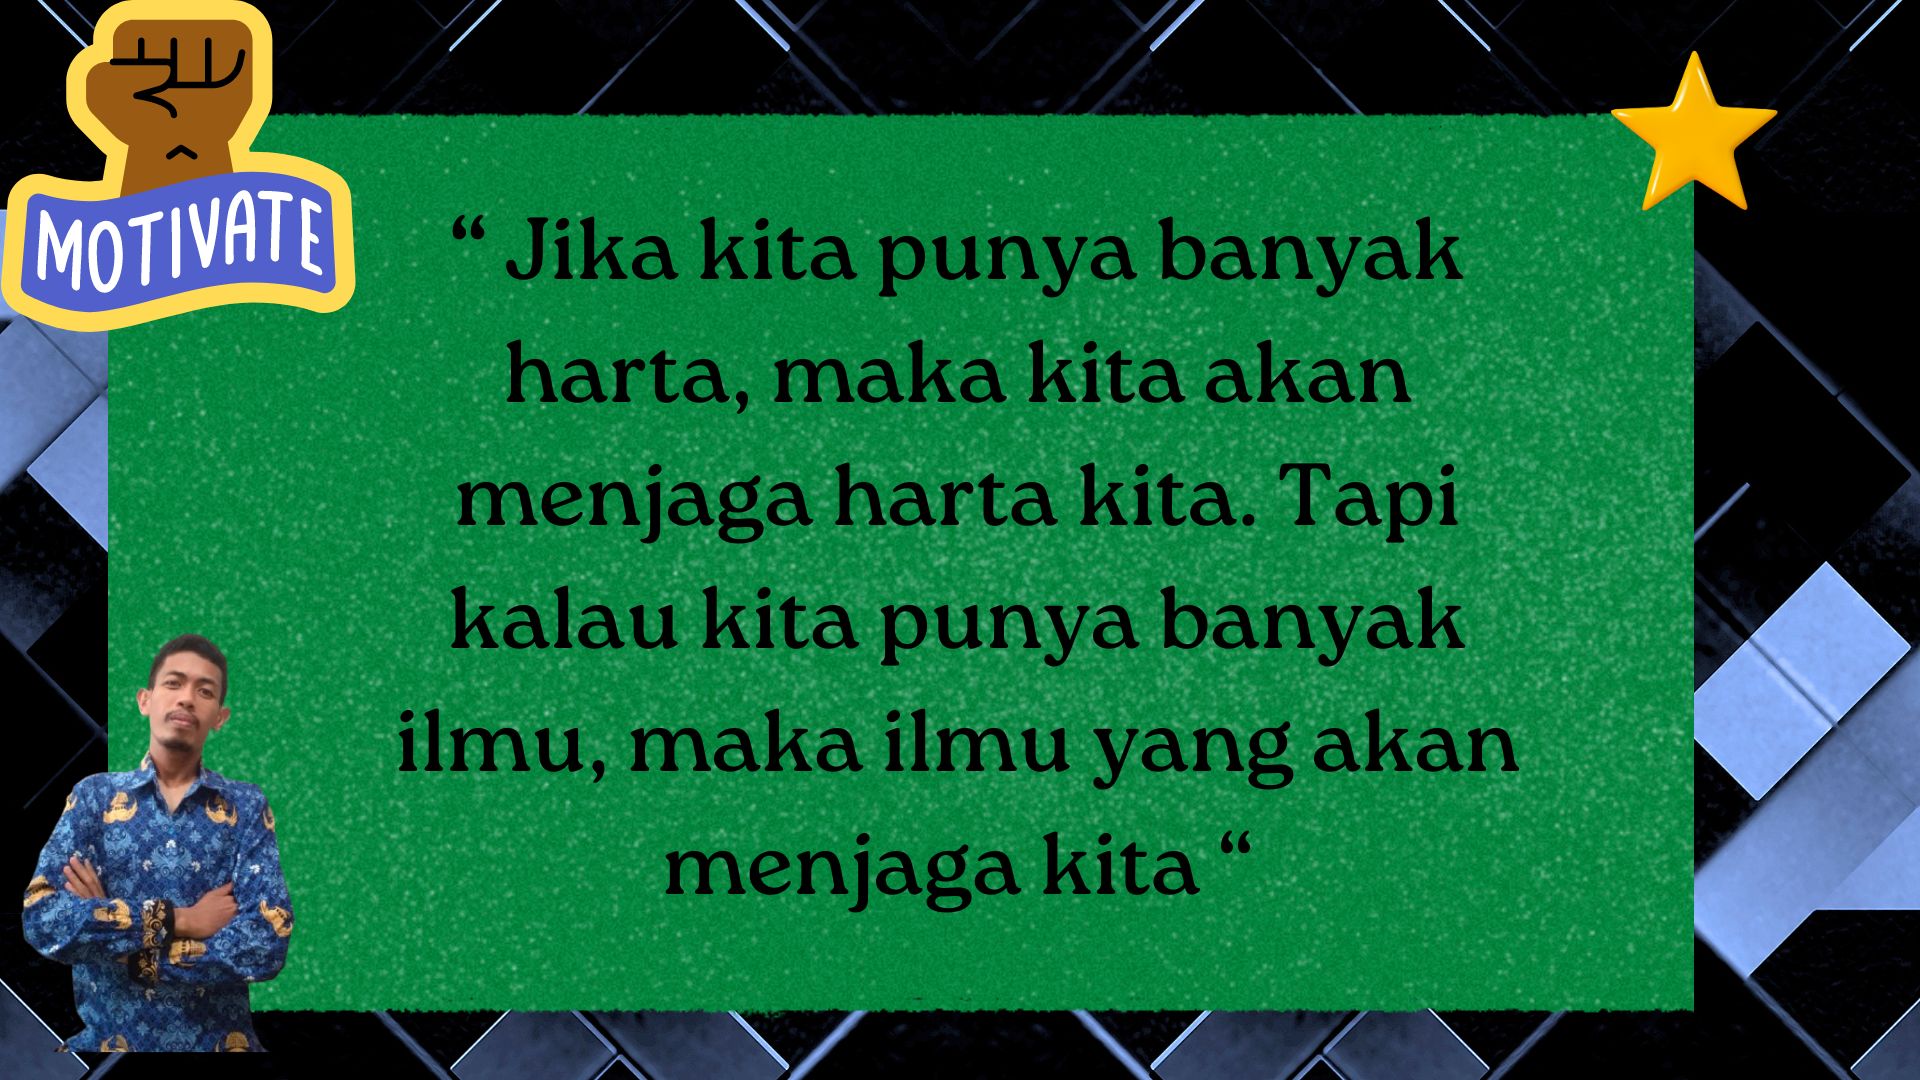 MOTIVATE
“ Jika kita punya banyak
harta, maka kita akan
menjaga harta kita. Tapi
kalau kita punya banyak
ilmu, maka ilmu yang akan
menjaga kita “